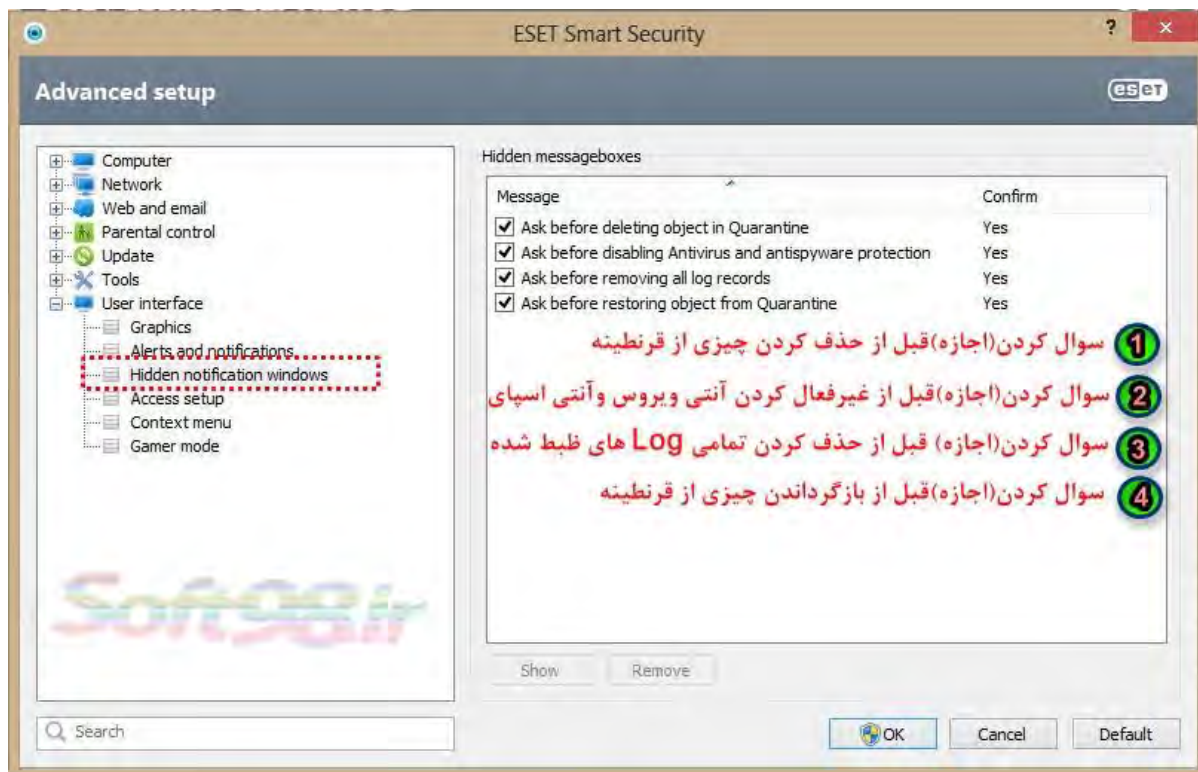 ESET Smart Security
?
Advanced setup
eseT
Computer
Network
Web and email
Parental control
Update
Tools
User interface
Graphics
Alerts and notifications
Hidden notification windows
Access setup
Context menu
Gamer mode
Soft98.ir
Search
Hidden messageboxes
Message Confirm
Ask before deleting object in Quarantine Yes
Ask before disabling Antivirus and antispyware protection Yes
Ask before removing all log records Yes
Ask before restoring object from Quarantine Yes
1 سوال کردن(اجازه)قبل از حذف کردن چیزی از قرنطینه
2 سوال کردن(اجازه)قبل از غیرفعال کردن آنتی ویروس وآنتی اسپای
3 سوال کردن(اجازه) قبل از حذف کردن تمامی Log های ظبط شده
4 سوال کردن(اجازه)قبل از بازگرداندن چیزی از قرنطینه
Show Remove
OK Cancel Default